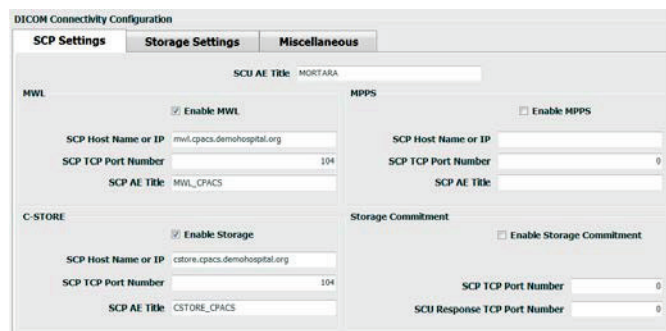 DICOM Connectivity Configuration
SCP Settings
Storage Settings
Miscellaneous
SCU AE Title MORTARA
MWL
Enable MWL
SCP Host Name or IP mwl.cpacs.demohospital.org
SCP TCP Port Number 104
SCP AE Title MWL_CPACS
MPPS
Enable MPPS
SCP Host Name or IP
SCP TCP Port Number 0
SCP AE Title
C-STORE
Enable Storage
SCP Host Name or IP cstore.cpacs.demohospital.org
SCP TCP Port Number 104
SCP AE Title CSTORE_CPACS
Storage Commitment
Enable Storage Commitment
SCP TCP Port Number 0
SCU Response TCP Port Number 0